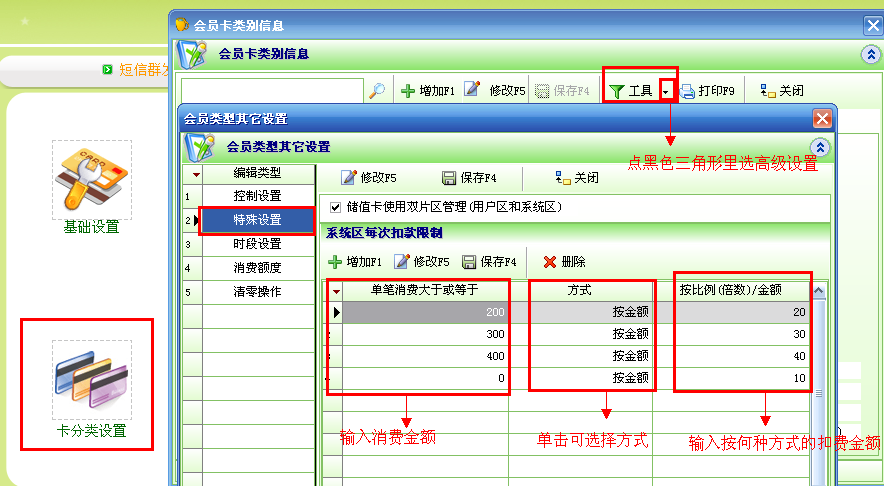 会员卡类别信息
会员卡类别信息
短信群发
增加F1 修改F5 保存F4 工具 打印F9 关闭
会员类型其它设置
会员类型其它设置
点黑色三角形里选高级设置
编辑类型
1 控制设置
2 特殊设置
3 时段设置
4 消费额度
5 清零操作
修改F5 保存F4 关闭
储值卡使用双片区管理(用户区和系统区)
系统区每次扣款限制
增加F1 修改F5 保存F4 删除
单笔消费大于或等于 方式 按比例(倍数)/金额
200 按金额 20
300 按金额 30
400 按金额 40
0 按金额 10
输入消费金额
单击可选择方式
输入按何种方式的扣费金额
基础设置
卡分类设置